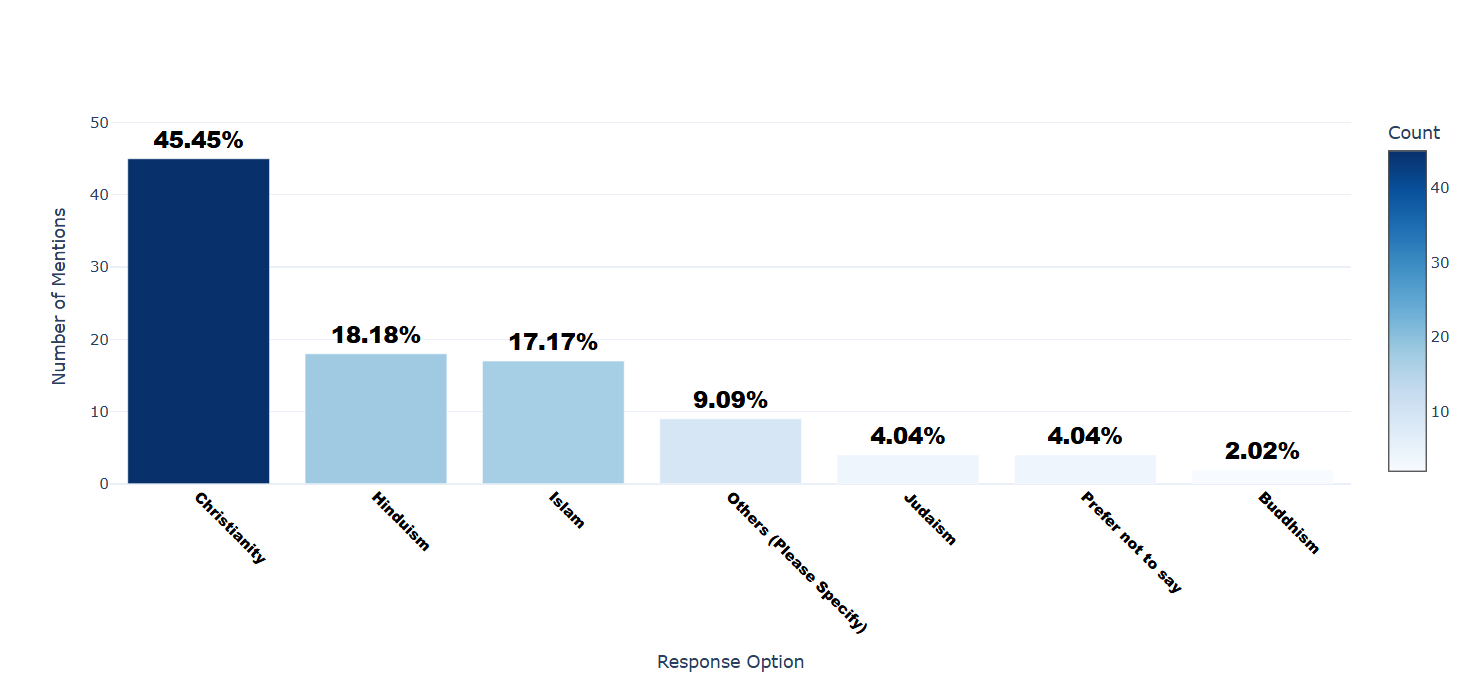 50
40
30
20
10
0
Number of Mentions
45.45%
18.18%
17.17%
9.09%
4.04%
4.04%
2.02%
Christianity
Hinduism
Islam
Others (Please Specify)
Judaism
Prefer not to say
Buddhism
Response Option
Count
40
30
20
10